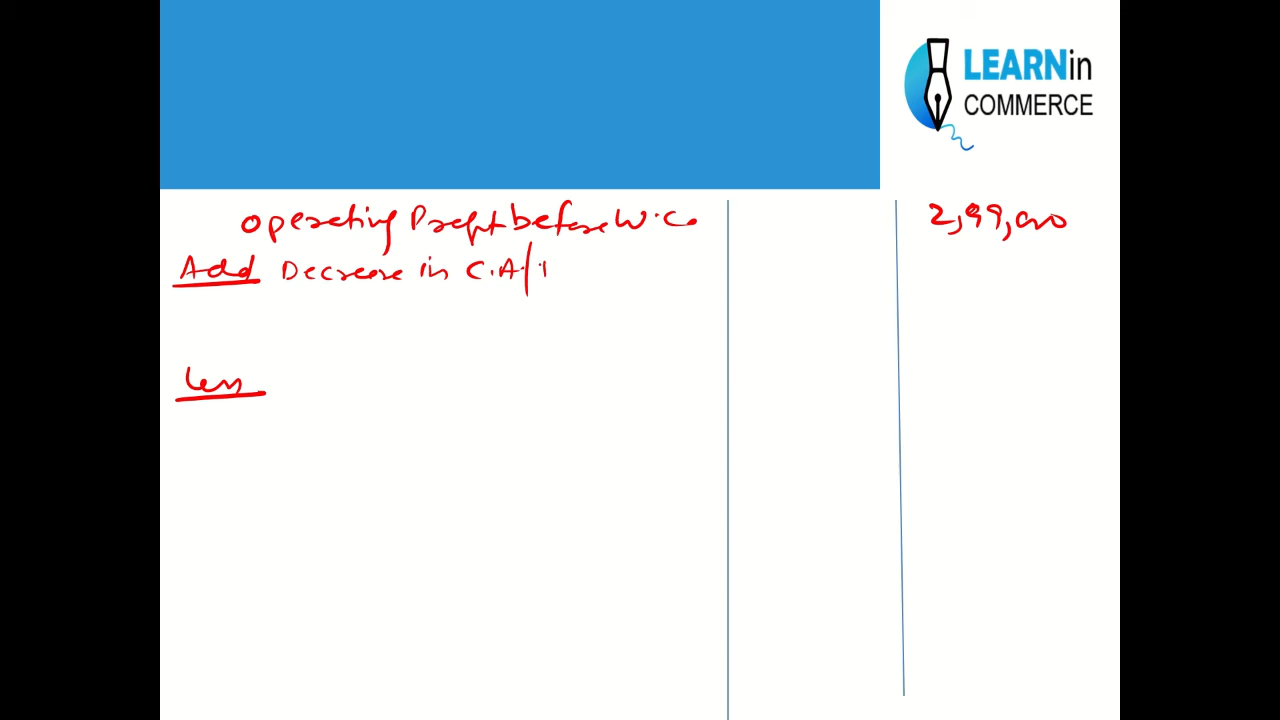 LEARNin
COMMERCE
Operating Profit before W.C. 2,99,000
Add Decrease in C.A/
Less